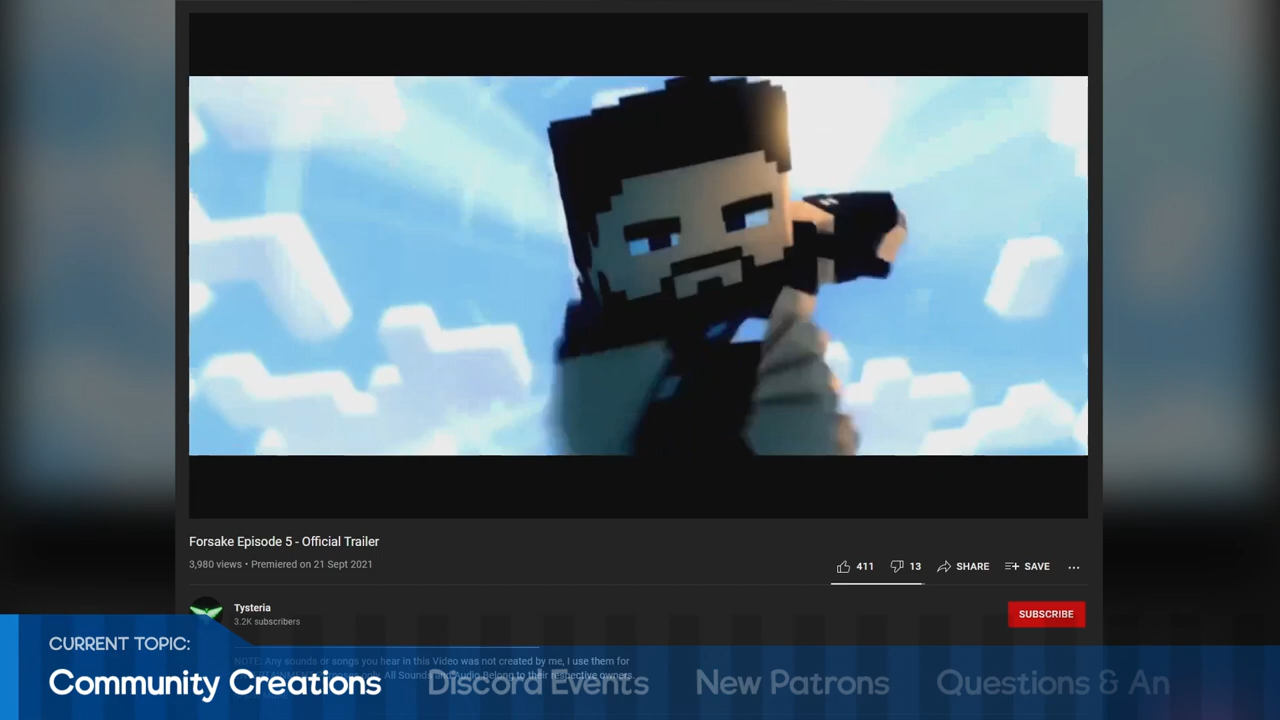 Forsake Episode 5 - Official Trailer
3,980 views • Premiered on 21 Sept 2021
411
13
SHARE
SAVE
Tysteria
3.2K subscribers
SUBSCRIBE
CURRENT TOPIC:
NOTE: Any sounds or songs you hear in this Video was not created by me, I use them for
only. All Sounds and Audio Belong to their respective owners.
Community Creations
Discord Events
New Patrons
Questions & An